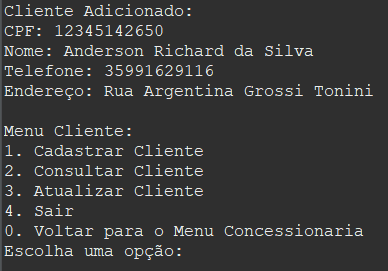 Cliente Adicionado:
CPF: 12345142650
Nome: Anderson Richard da Silva
Telefone: 35991629116
Endereço: Rua Argentina Grossi Tonini
Menu Cliente:
1. Cadastrar Cliente
2. Consultar Cliente
3. Atualizar Cliente
4. Sair
0. Voltar para o Menu Concessionaria
Escolha uma opção: